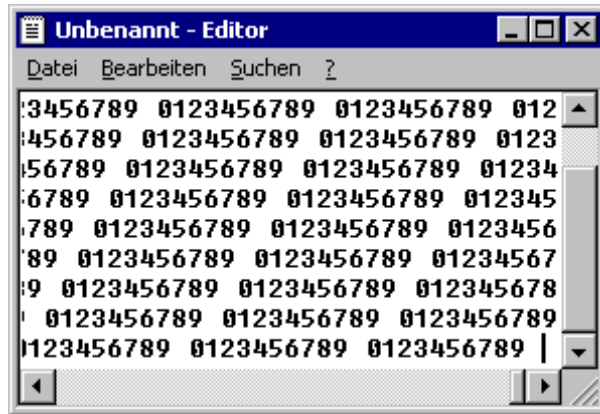 Unbenannt - Editor
Datei Bearbeiten Suchen ?
3456789 0123456789 0123456789 012
456789 0123456789 0123456789 0123
56789 0123456789 0123456789 01234
6789 0123456789 0123456789 012345
789 0123456789 0123456789 0123456
89 0123456789 0123456789 01234567
9 0123456789 0123456789 012345678
0123456789 0123456789 0123456789
0123456789 0123456789 0123456789